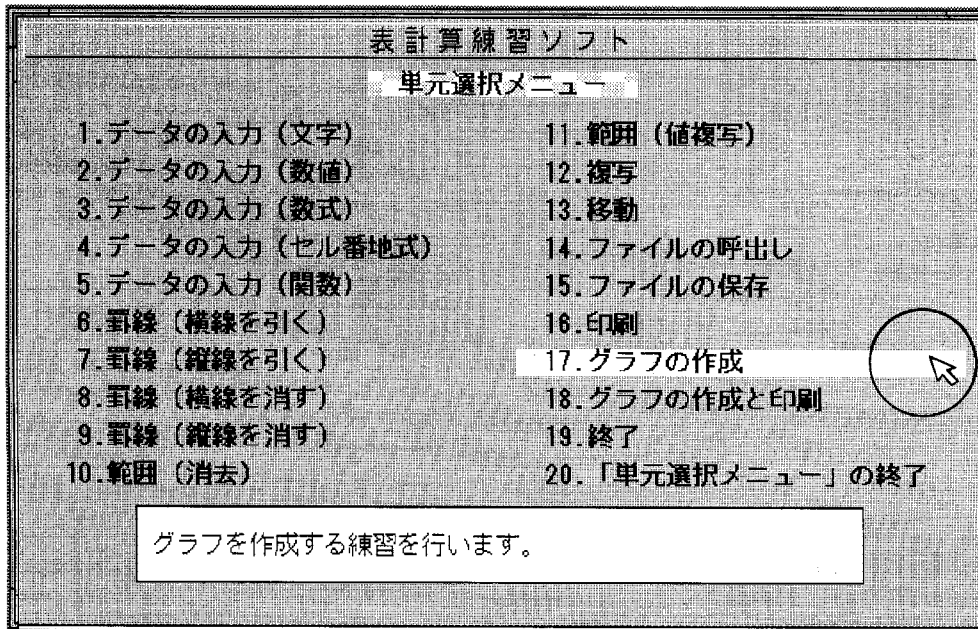 表計算練習ソフト
単元選択メニュー
1.データの入力（文字）
2.データの入力（数値）
3.データの入力（数式）
4.データの入力（セル番地式）
5.データの入力（関数）
6.罫線（横線を引く）
7.罫線（縦線を引く）
8.罫線（横線を消す）
9.罫線（縦線を消す）
10.範囲（消去）
11.範囲（値複写）
12.複写
13.移動
14.ファイルの呼出し
15.ファイルの保存
16.印刷
17.グラフの作成
18.グラフの作成と印刷
19.終了
20.「単元選択メニュー」の終了
グラフを作成する練習を行います。